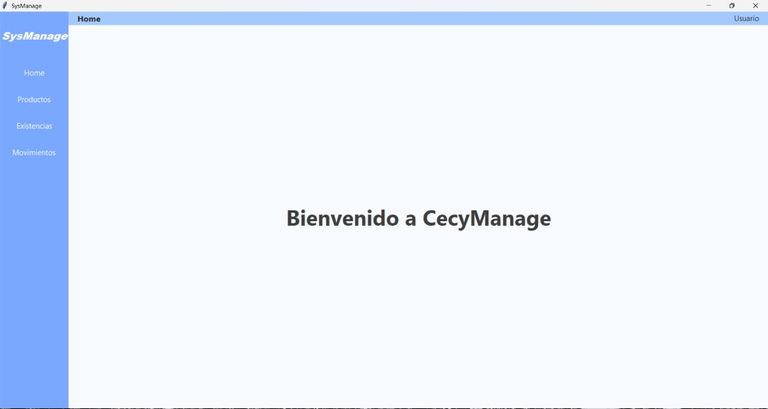 SysManage
Home
Usuario
SysManage
Home
Productos
Existencias
Movimientos
Bienvenido a CecyManage